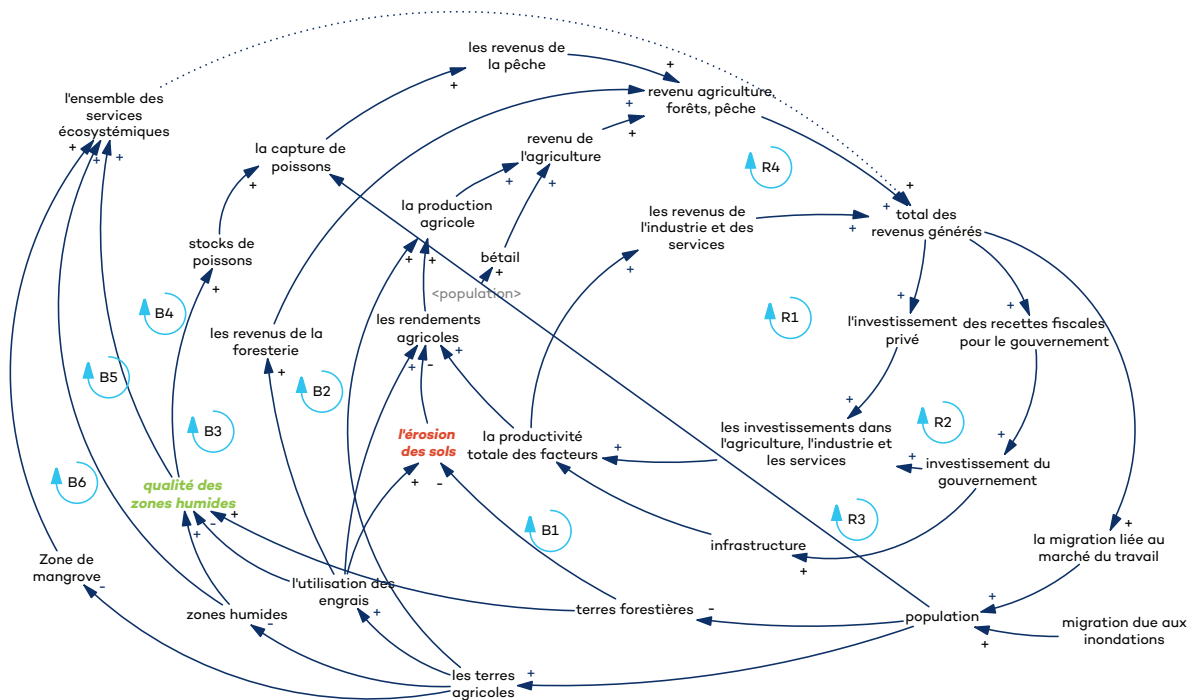 les revenus de
la pêche
+
+
l'ensemble des
services
écosystémiques
+
+
+
revenu agriculture,
forêts, pêche
+
+
la capture de
poissons
+
revenu de
l'agriculture
+
+
R4
+
+
total des
revenus générés
+
la production
agricole
+
+
les revenus de
l'industrie et des
services
+
stocks de
poissons
+
bétail
+
<population>
B4
les revenus de la
foresterie
+
les rendements
agricoles
+
-
+
R1
l'investissement
privé
+
des recettes fiscales
pour le gouvernement
+
B5
B2
B3
l'érosion
des sols
+
-
la productivité
totale des facteurs
+
les investissements dans
l'agriculture, l'industrie et
les services
+
+
R2
investissement du
gouvernement
+
B6
qualité des
zones humides
+
-
+
B1
R3
infrastructure
+
la migration liée au
marché du travail
+
Zone de
mangrove
-
l'utilisation des
engrais
+
zones humides
-
terres forestières
-
population
+
+
migration due aux
inondations
les terres
agricoles
+